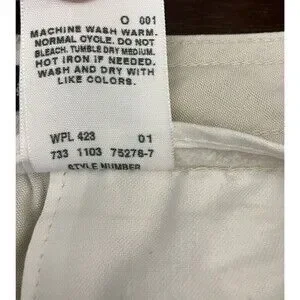 O 001
MACHINE WASH WARM.
NORMAL CYCLE. DO NOT
BLEACH. TUMBLE DRY MEDIUM.
HOT IRON IF NEEDED.
WASH AND DRY WITH
LIKE COLORS.
WPL 423 01
733 1103 75276-7
STYLE NUMBER